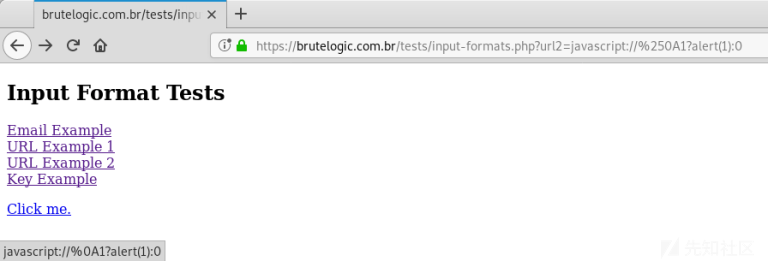 brutelogic.com.br/tests/inpu
https://brutelogic.com.br/tests/input-formats.php?url2=javascript://%250A1?alert(1):0
Input Format Tests
Email Example
URL Example 1
URL Example 2
Key Example
Click me.
javascript://%0A1?alert(1):0
先知社区